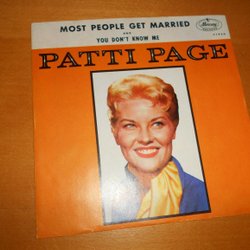 MOST PEOPLE GET MARRIED
AND
YOU DON'T KNOW ME
Mercury
PATTI PAGE